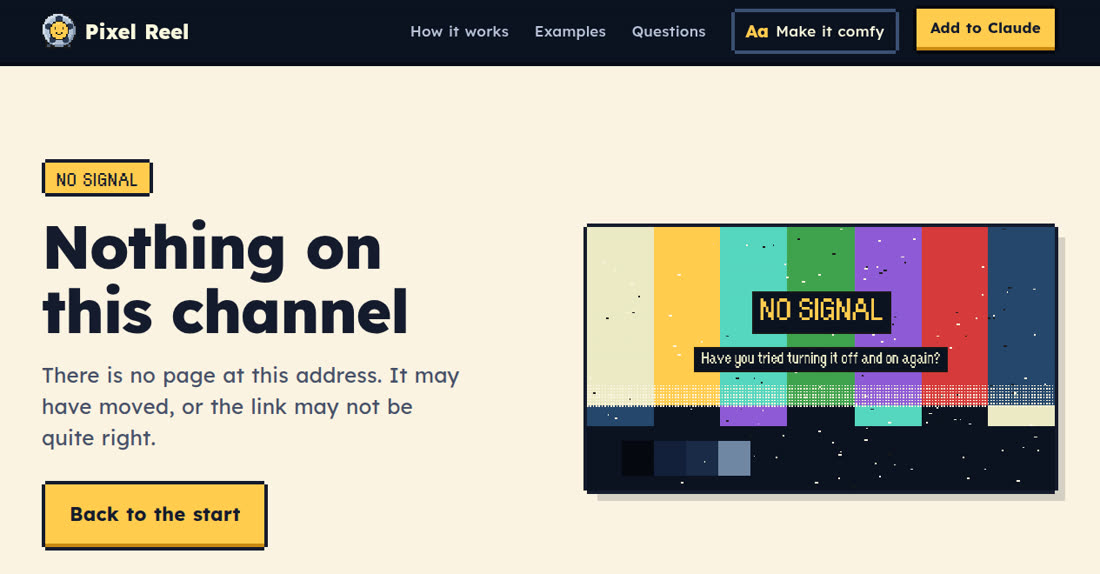 Pixel Reel
How it works
Examples
Questions
Aa Make it comfy
Add to Claude
NO SIGNAL
Nothing on
this channel
There is no page at this address. It may
have moved, or the link may not be
quite right.
Back to the start
NO SIGNAL
Have you tried turning it off and on again?